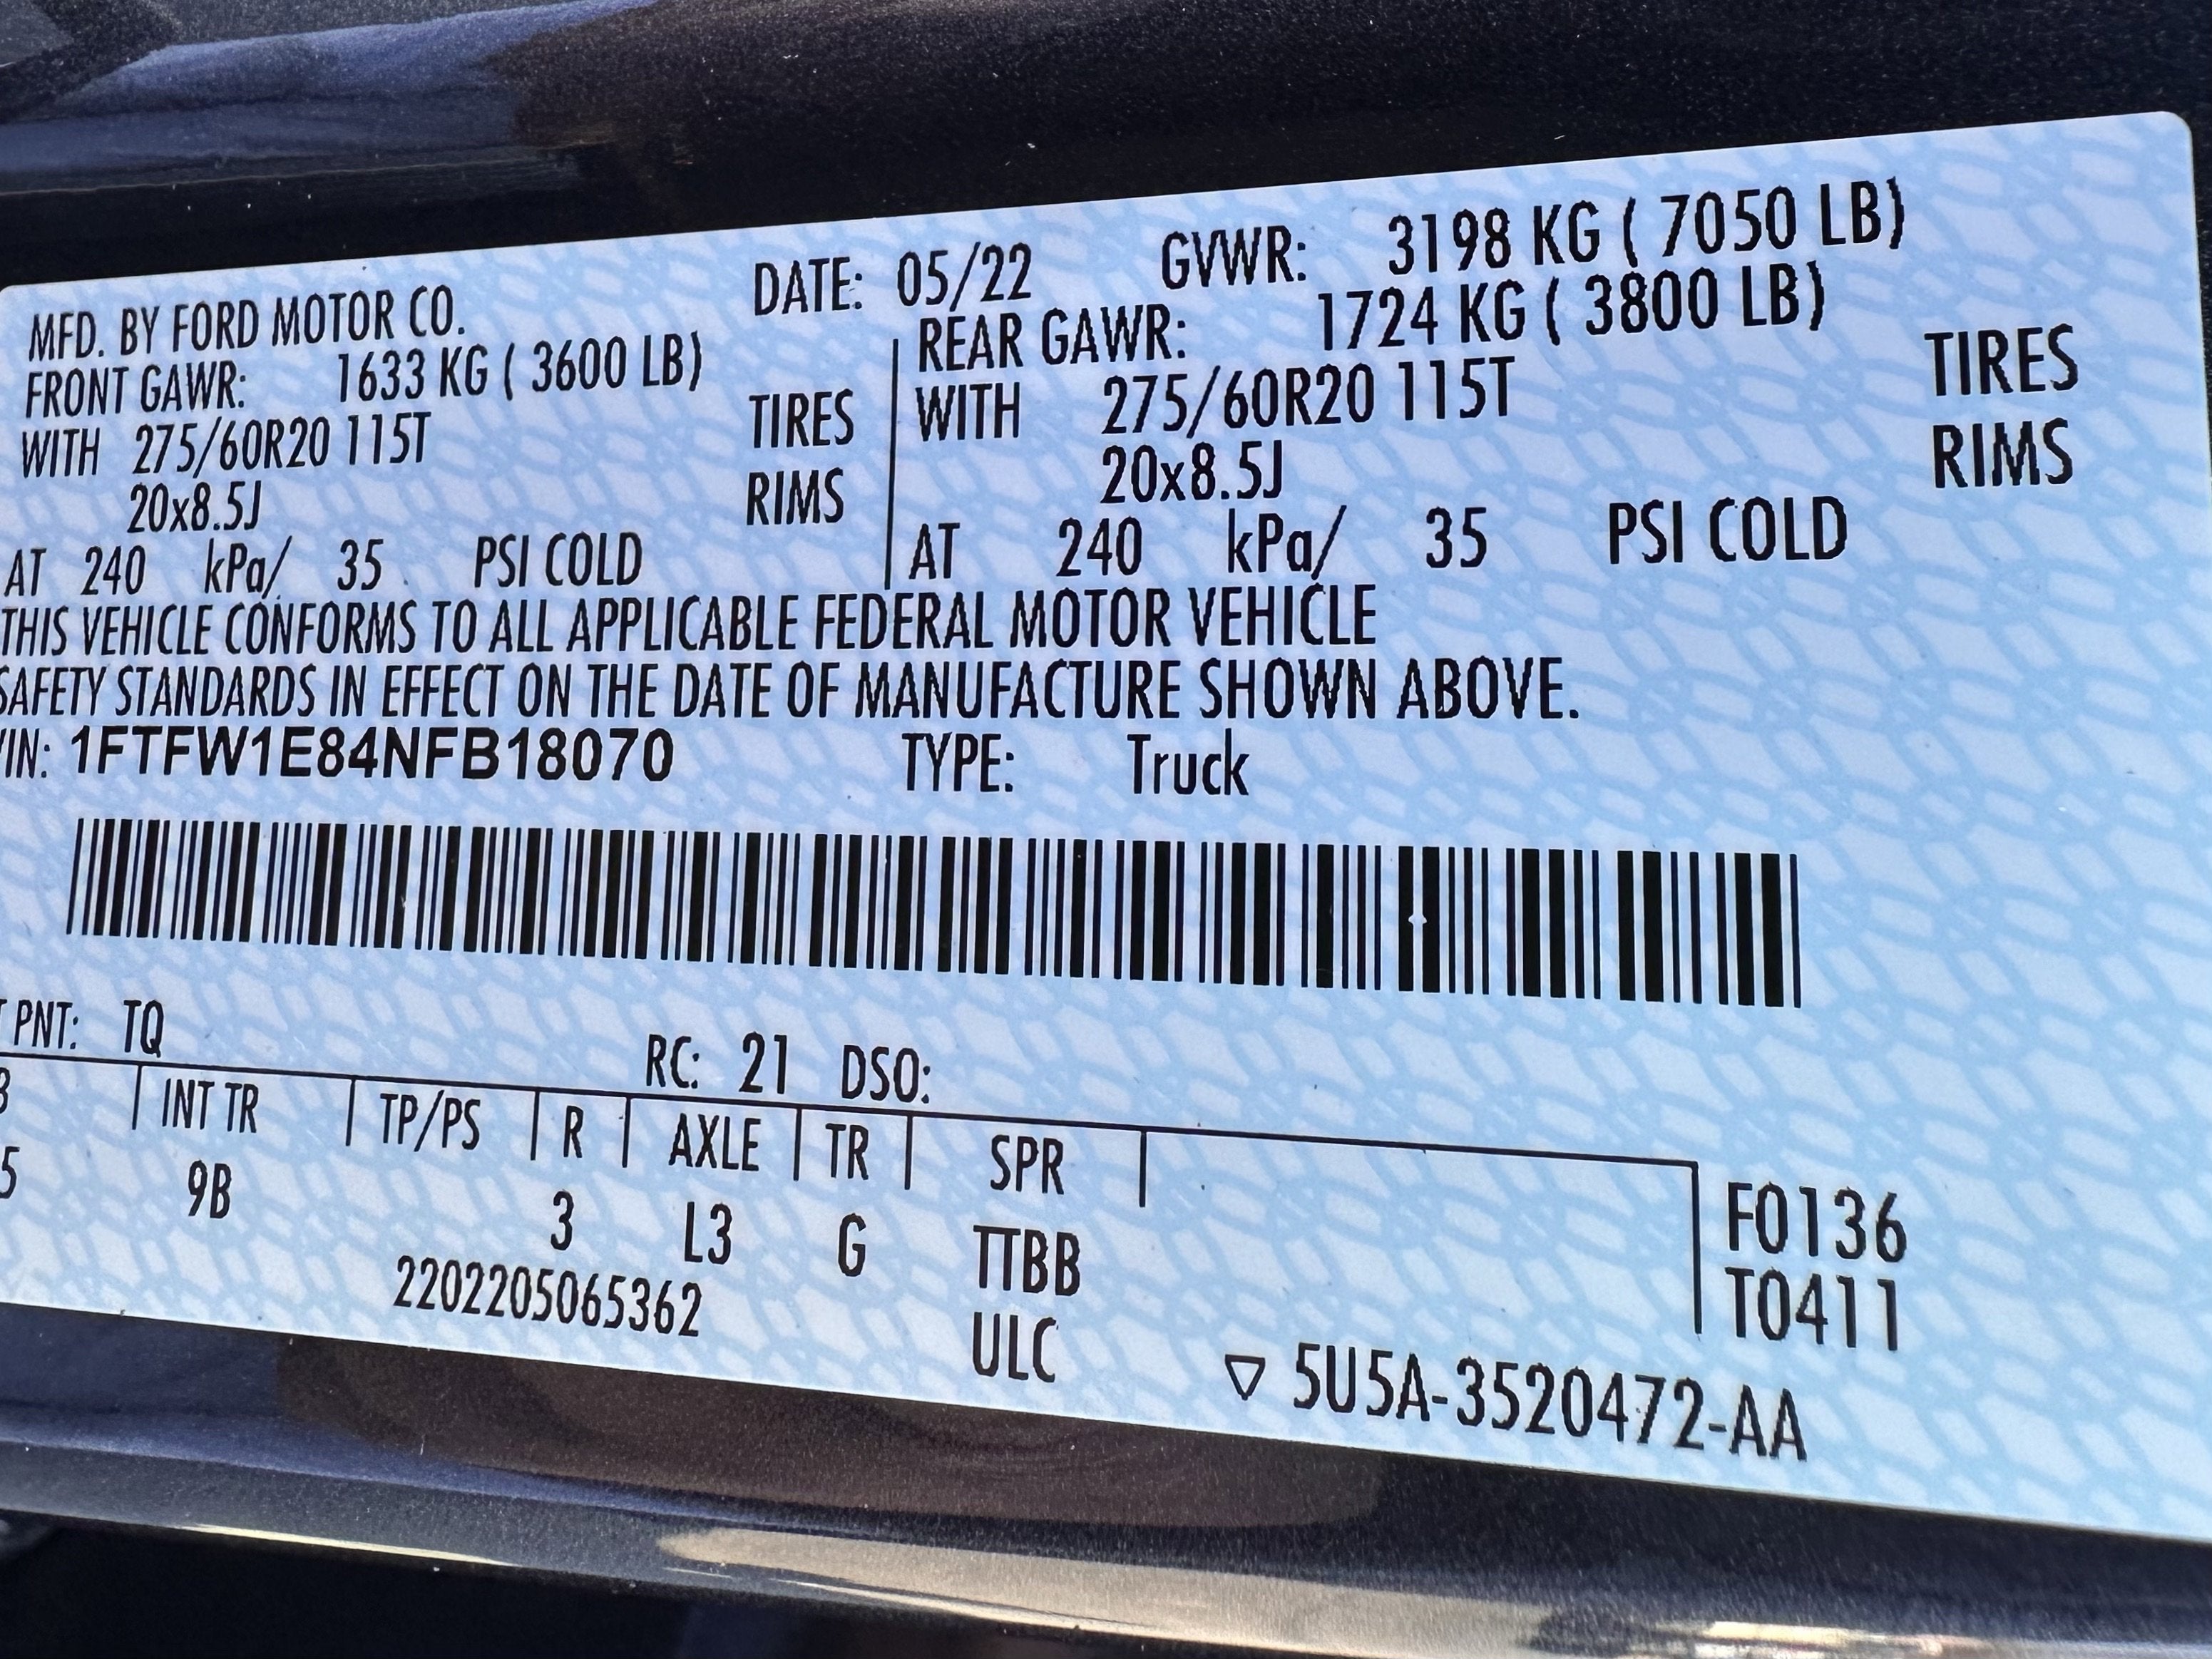 MFD. BY FORD MOTOR CO. DATE: 05/22 GVWR: 3198 KG ( 7050 LB)
FRONT GAWR: 1633 KG ( 3600 LB) REAR GAWR: 1724 KG ( 3800 LB)
WITH 275/60R20 115T TIRES WITH 275/60R20 115T TIRES
20x8.5J RIMS 20x8.5J RIMS
AT 240 kPa/ 35 PSI COLD AT 240 kPa/ 35 PSI COLD
THIS VEHICLE CONFORMS TO ALL APPLICABLE FEDERAL MOTOR VEHICLE
SAFETY STANDARDS IN EFFECT ON THE DATE OF MANUFACTURE SHOWN ABOVE.
VIN: 1FTFW1E84NFB18070 TYPE: Truck
PNT: TQ RC: 21 DSO:
INT TR TP/PS R AXLE TR SPR
5 9B 3 L3 G TTBB F0136
2202205065362 ULC T0411
▽ 5U5A-3520472-AA